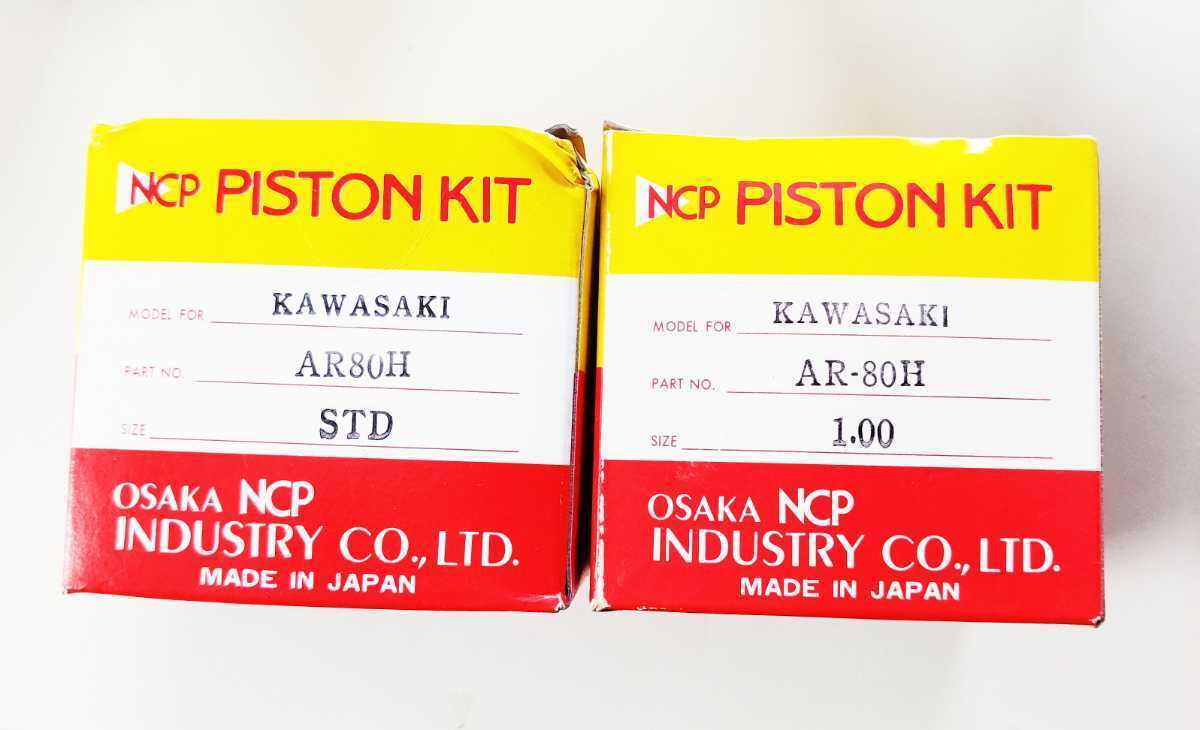 NCP PISTON KIT
MODEL FOR KAWASAKI
PART NO. AR80H
SIZE STD
OSAKA NCP
INDUSTRY CO., LTD.
MADE IN JAPAN
NCP PISTON KIT
MODEL FOR KAWASAKI
PART NO. AR-80H
SIZE 1.00
OSAKA NCP
INDUSTRY CO., LTD.
MADE IN JAPAN